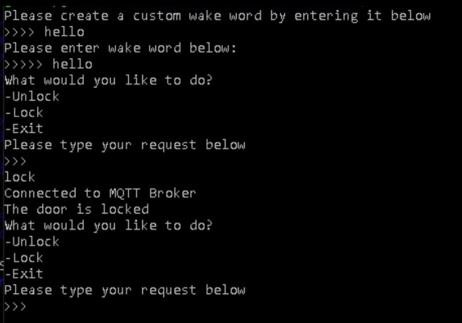 Please create a custom wake word by entering it below
>>>> hello
Please enter wake word below:
>>>>> hello
What would you like to do?
-Unlock
-Lock
-Exit
Please type your request below
>>>
lock
Connected to MQTT Broker
The door is locked
What would you like to do?
-Unlock
-Lock
-Exit
Please type your request below
>>>